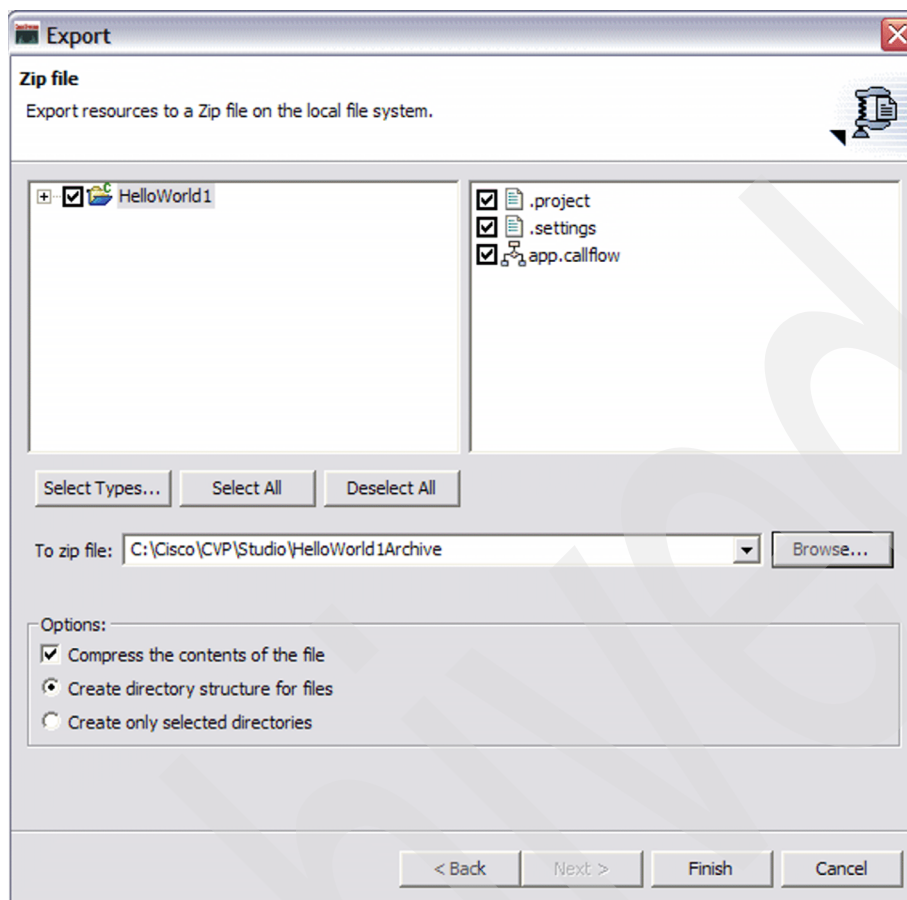 Export
Zip file
Export resources to a Zip file on the local file system.
HelloWorld1
.project
.settings
app.callflow
Select Types...
Select All
Deselect All
To zip file:
C:\Cisco\CVP\Studio\HelloWorld1Archive
Browse...
Options:
Compress the contents of the file
Create directory structure for files
Create only selected directories
< Back
Next >
Finish
Cancel